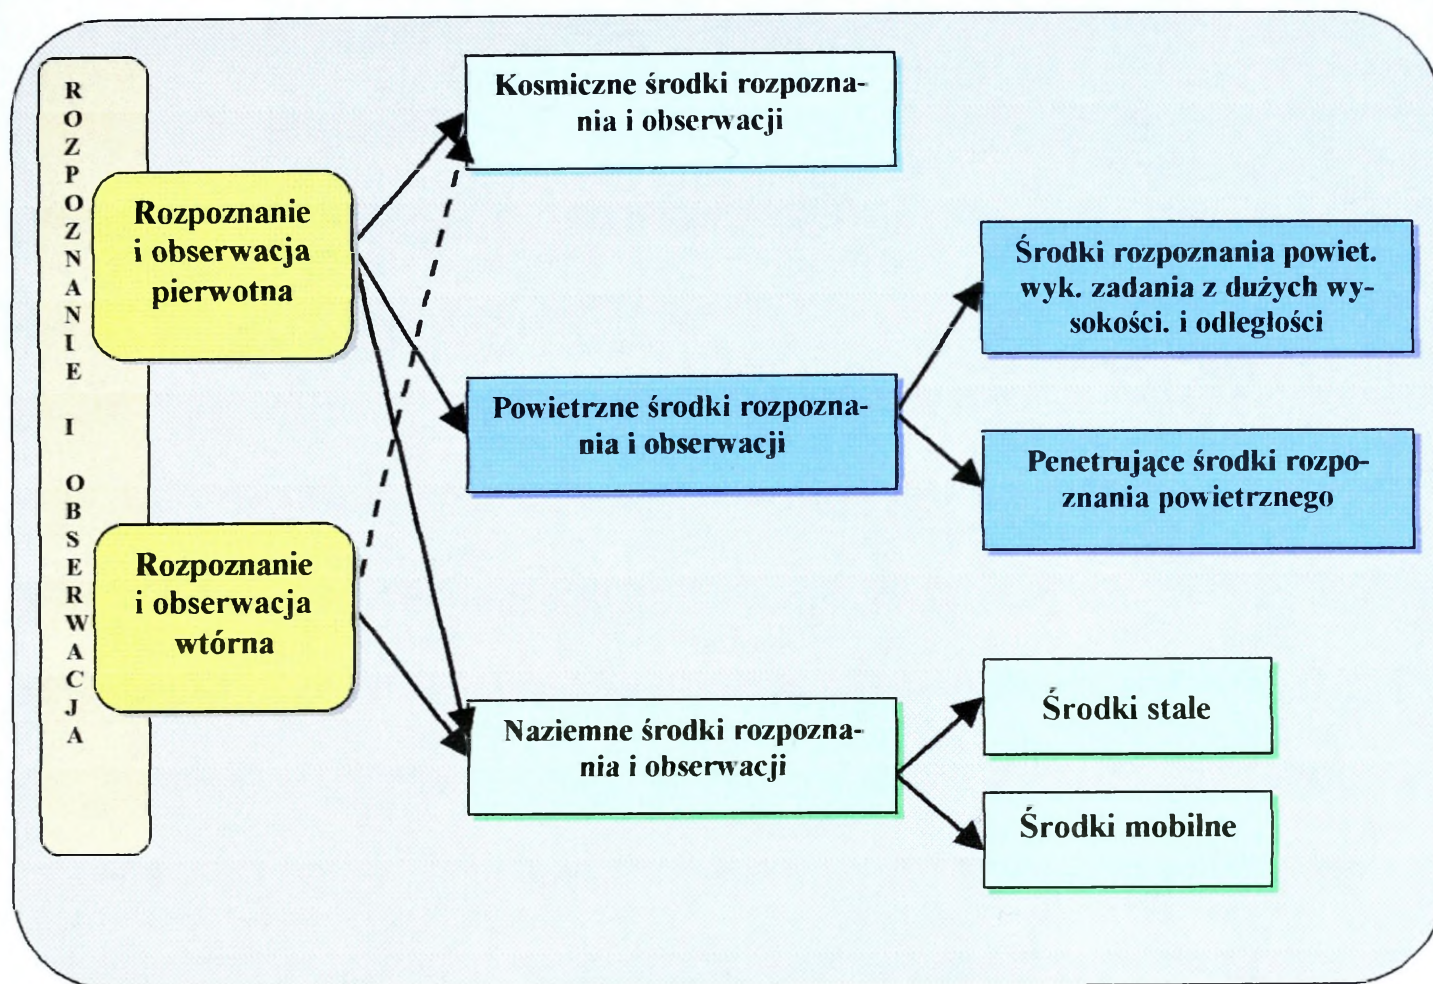 ROZPOZNANIE I OBSERWACJA
Rozpoznanie
i obserwacja
pierwotna
Rozpoznanie
i obserwacja
wtórna
Kosmiczne środki rozpozna-
nia i obserwacji
Powietrzne środki rozpozna-
nia i obserwacji
Naziemne środki rozpozna-
nia i obserwacji
Środki rozpoznania powiet.
wyk. zadania z dużych wy-
sokości. i odległości
Penetrujące środki rozpo-
znania powietrznego
Środki stale
Środki mobilne